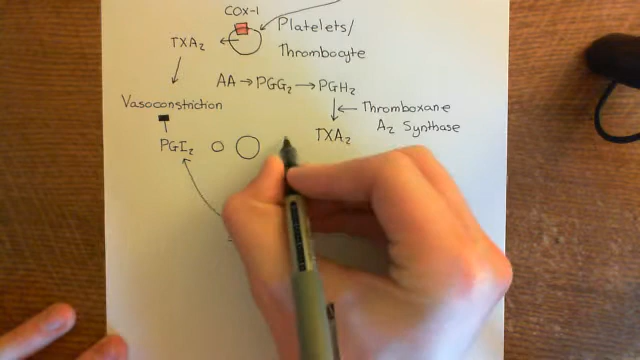 COX-1
Platelets/
Thrombocyte
TXA₂
AA → PGG₂ → PGH₂
Vasoconstriction
Thromboxane
A₂ Synthase
TXA₂
PGI₂